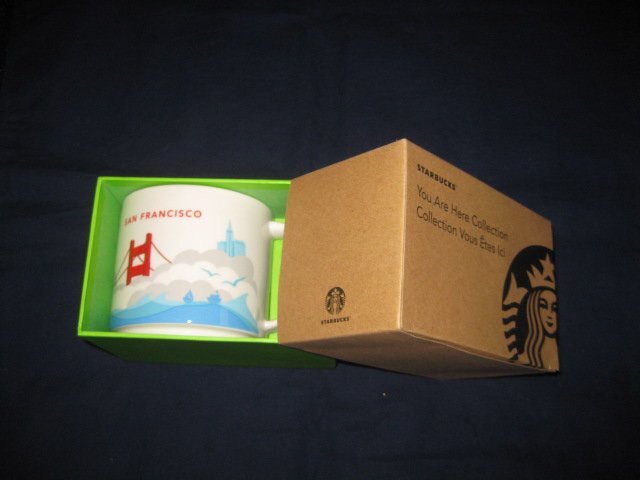 SAN FRANCISCO
STARBUCKS
You Are Here Collection
Collection Vous Êtes Ici
STARBUCKS